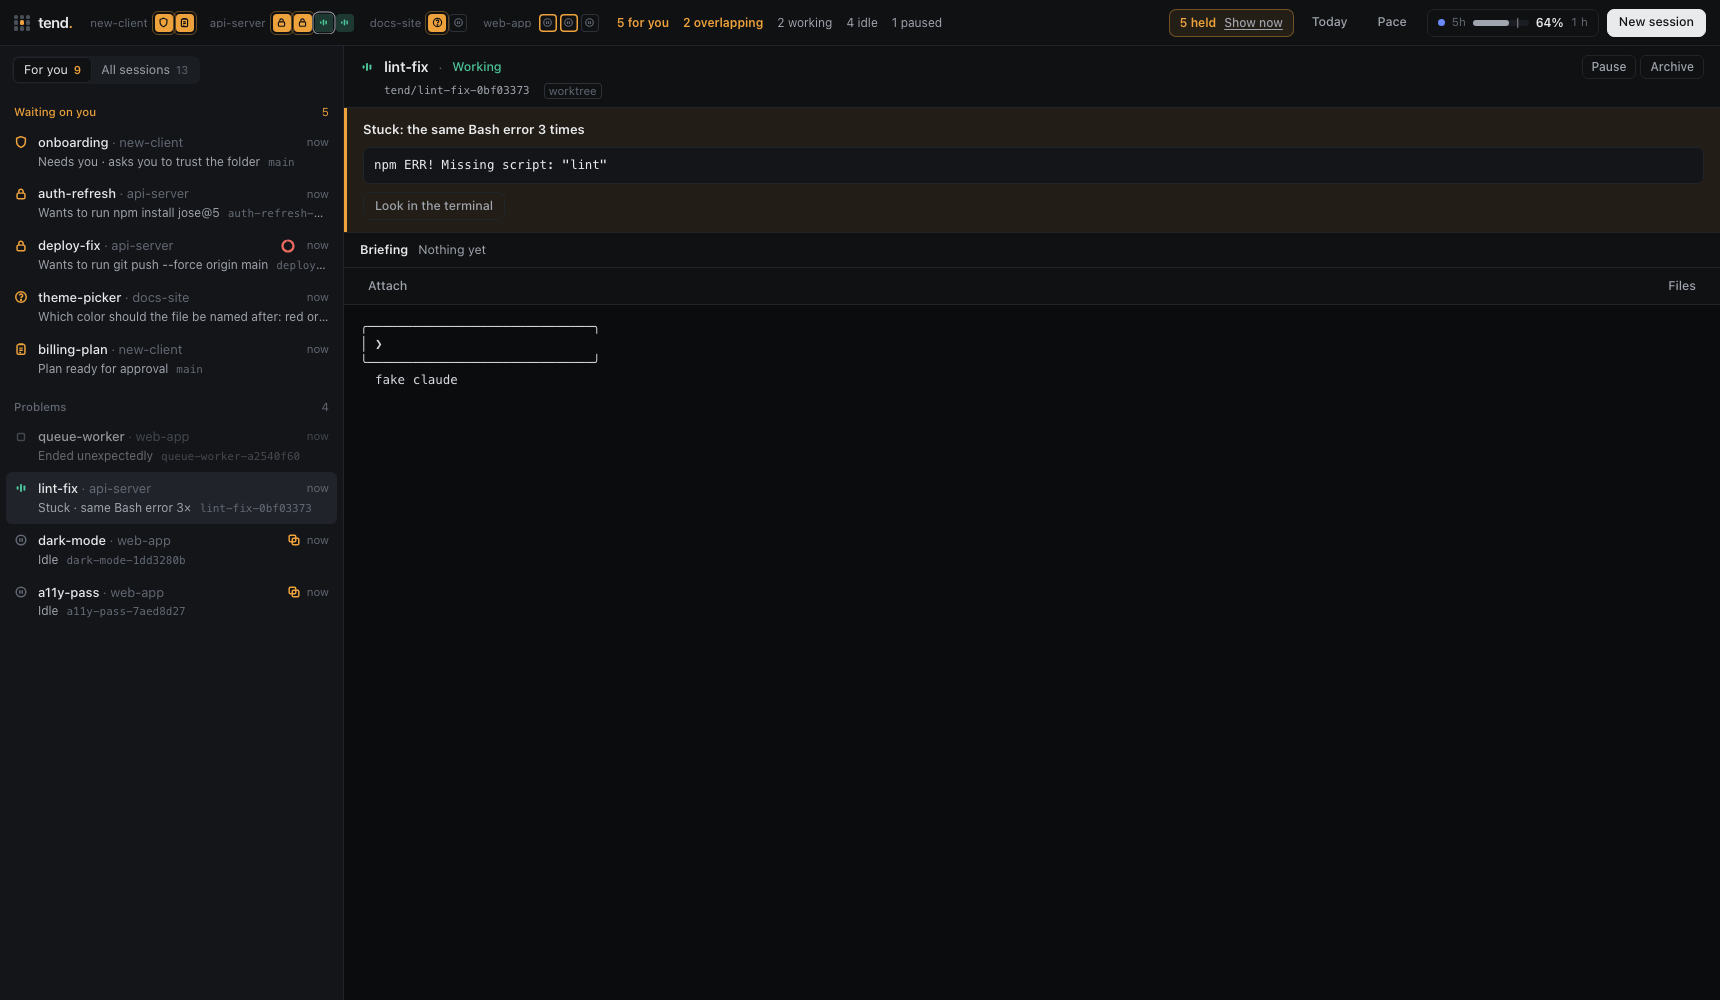 tend. new-client api-server docs-site web-app 5 for you 2 overlapping 2 working 4 idle 1 paused 5 held Show now Today Pace 5h 64% 1 h New session
For you 9 All sessions 13
Waiting on you 5
onboarding · new-client now
Needs you · asks you to trust the folder main
auth-refresh · api-server now
Wants to run npm install jose@5 auth-refresh-…
deploy-fix · api-server now
Wants to run git push --force origin main deploy…
theme-picker · docs-site now
Which color should the file be named after: red or…
billing-plan · new-client now
Plan ready for approval main
Problems 4
queue-worker · web-app now
Ended unexpectedly queue-worker-a2540f60
lint-fix · api-server now
Stuck · same Bash error 3× lint-fix-0bf03373
dark-mode · web-app now
Idle dark-mode-1dd3280b
a11y-pass · web-app now
Idle a11y-pass-7aed8d27
lint-fix · Working Pause Archive
tend/lint-fix-0bf03373 worktree
Stuck: the same Bash error 3 times
npm ERR! Missing script: "lint"
Look in the terminal
Briefing Nothing yet
Attach Files
❯
fake claude